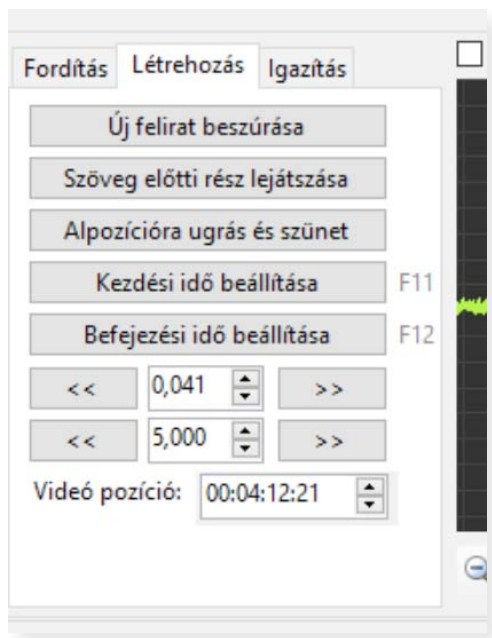 Fordítás Létrehozás Igazítás
Új felirat beszúrása
Szöveg előtti rész lejátszása
Alpozícióra ugrás és szünet
Kezdési idő beállítása F11
Befejezési idő beállítása F12
<< 0,041 >>
<< 5,000 >>
Videó pozíció: 00:04:12:21